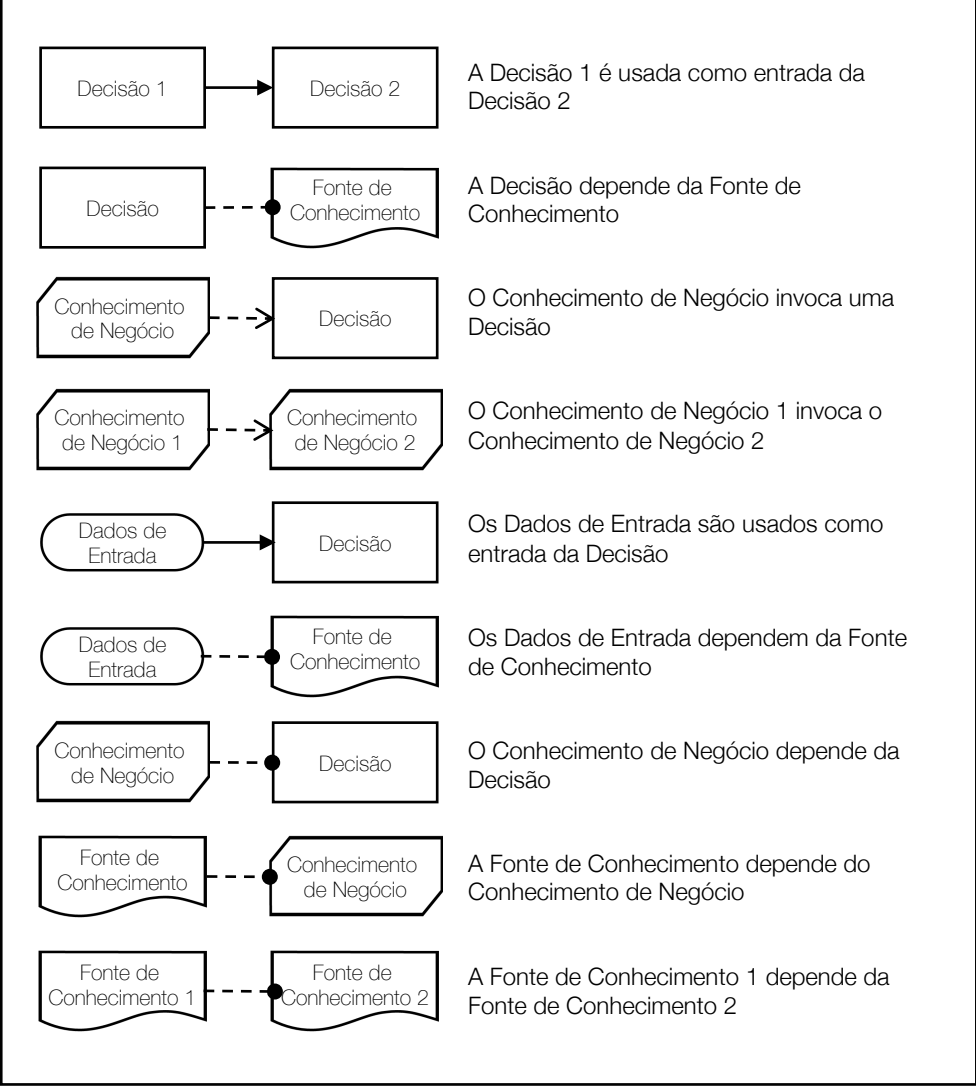 Decisão 1
Decisão 2
A Decisão 1 é usada como entrada da
Decisão 2
Decisão
Fonte de
Conhecimento
A Decisão depende da Fonte de
Conhecimento
Conhecimento
de Negócio
Decisão
O Conhecimento de Negócio invoca uma
Decisão
Conhecimento
de Negócio 1
Conhecimento
de Negócio 2
O Conhecimento de Negócio 1 invoca o
Conhecimento de Negócio 2
Dados de
Entrada
Decisão
Os Dados de Entrada são usados como
entrada da Decisão
Dados de
Entrada
Fonte de
Conhecimento
Os Dados de Entrada dependem da Fonte
de Conhecimento
Conhecimento
de Negócio
Decisão
O Conhecimento de Negócio depende da
Decisão
Fonte de
Conhecimento
Conhecimento
de Negócio
A Fonte de Conhecimento depende do
Conhecimento de Negócio
Fonte de
Conhecimento 1
Fonte de
Conhecimento 2
A Fonte de Conhecimento 1 depende da
Fonte de Conhecimento 2